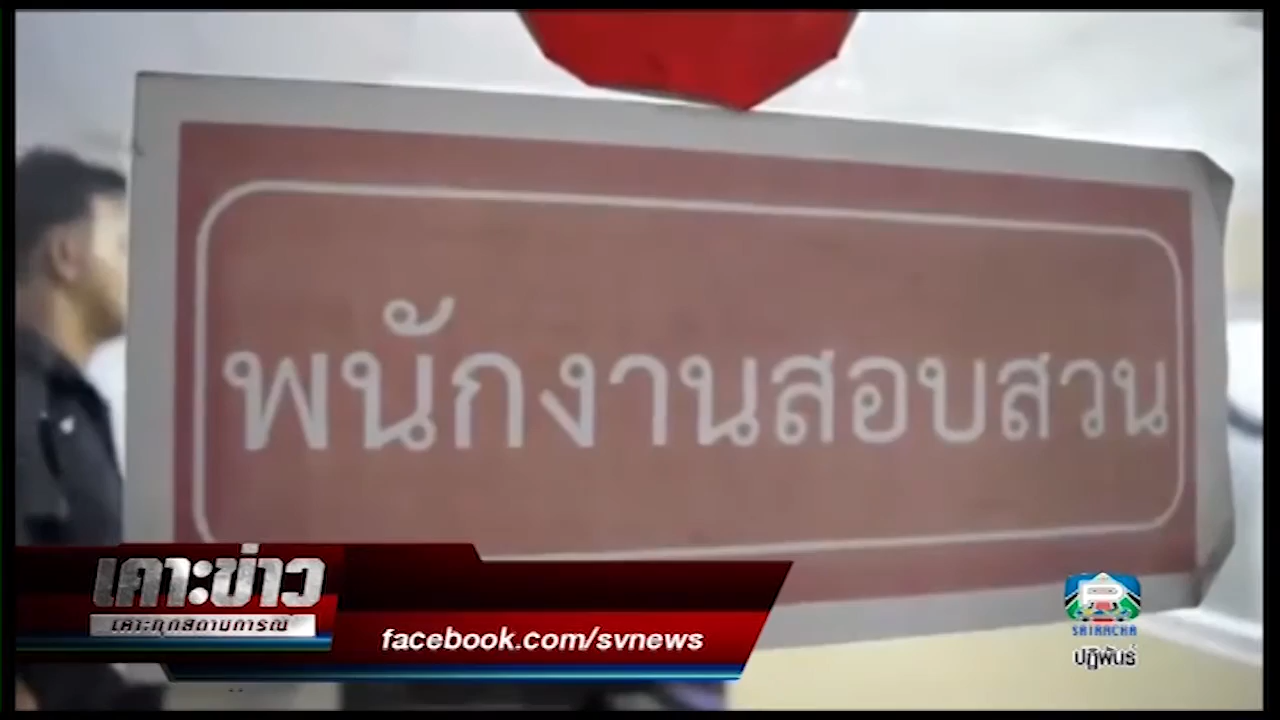 พนักงานสอบสวน
เคาะข่าว
เคาะทุกสถานการณ์
facebook.com/svnews
SRIRACHA
ปฏิพันธ์